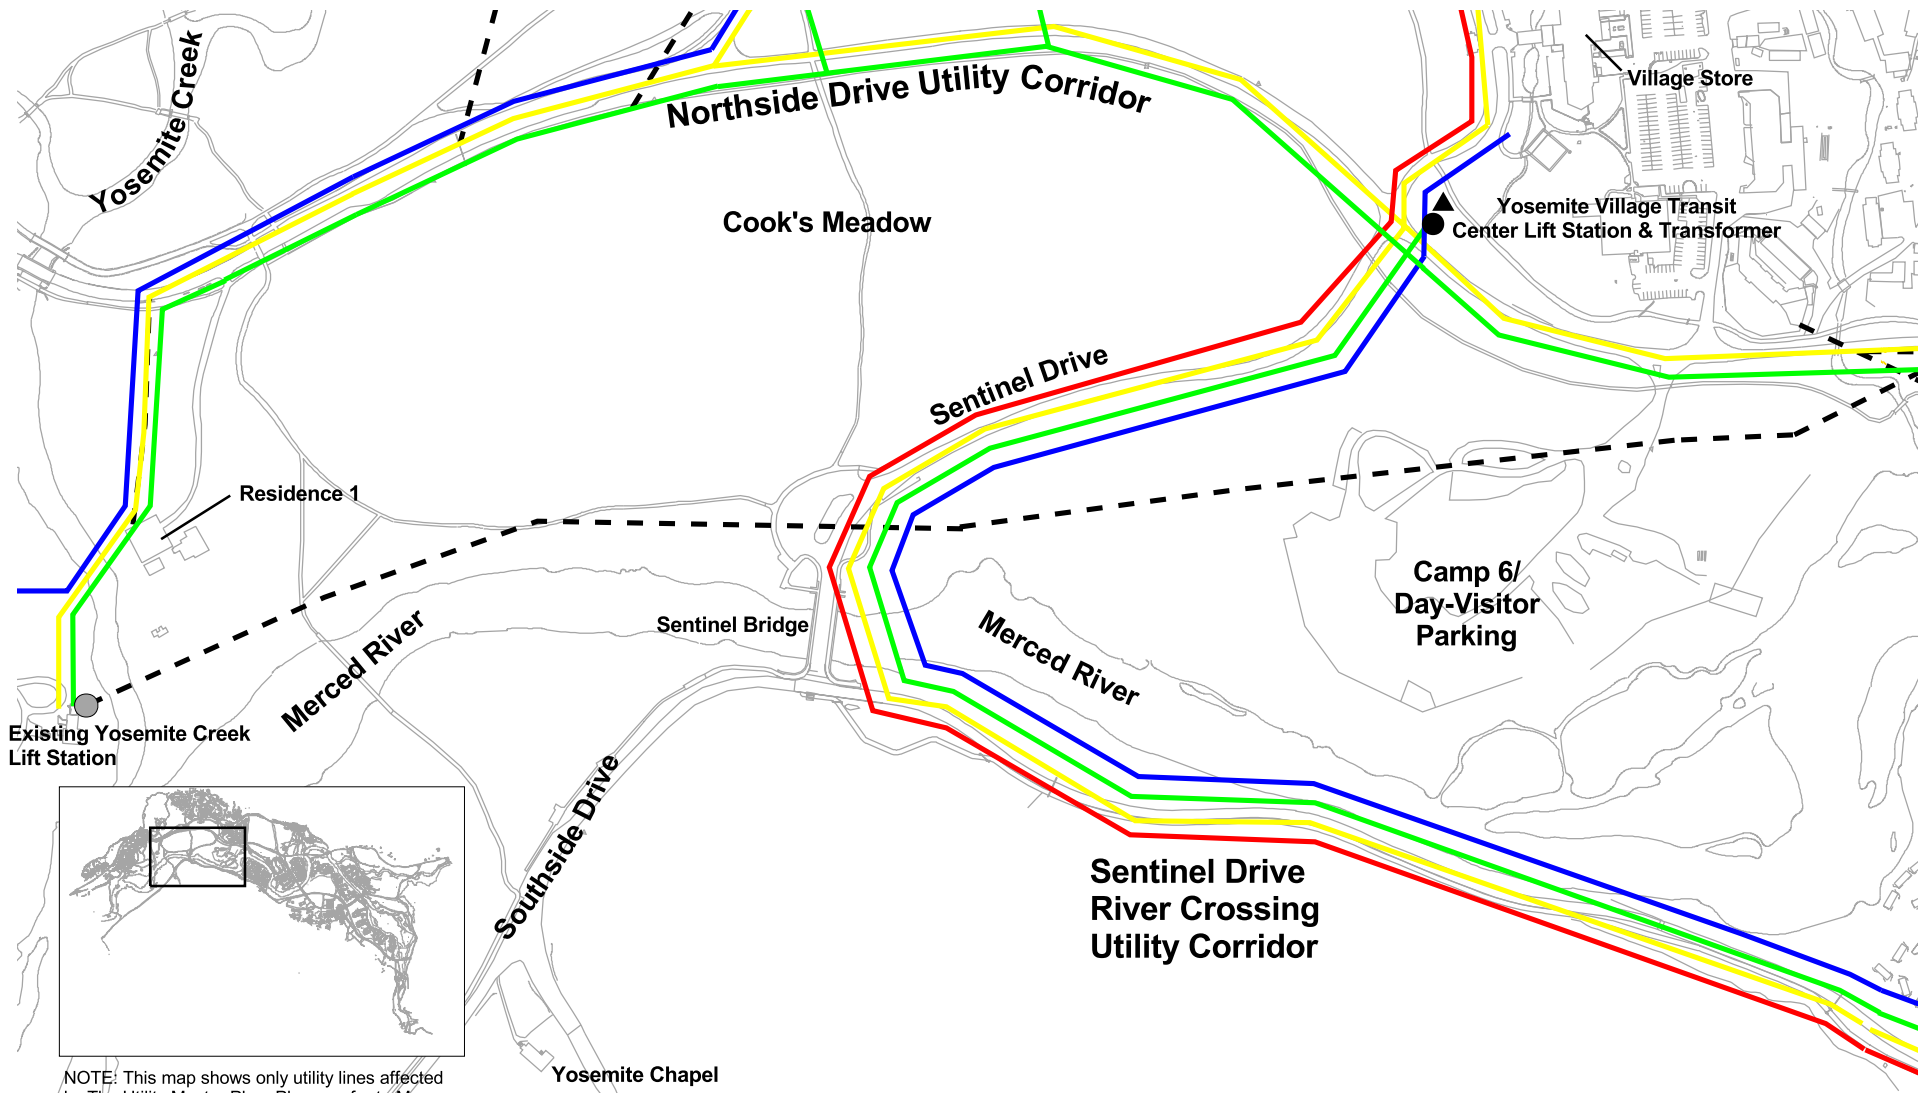 Yosemite Creek
Northside Drive Utility Corridor
Village Store
Cook's Meadow
Yosemite Village Transit
Center Lift Station & Transformer
Sentinel Drive
Residence 1
Camp 6/
Day-Visitor
Parking
Sentinel Bridge
Merced River
Merced River
Existing Yosemite Creek
Lift Station
Southside Drive
Sentinel Drive
River Crossing
Utility Corridor
Yosemite Chapel
NOTE: This map shows only utility lines affected